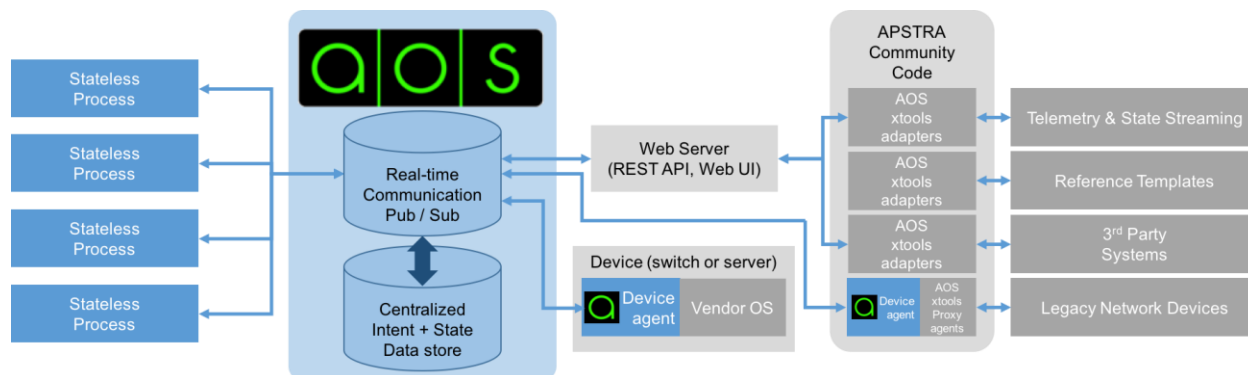 Stateless
Process
Stateless
Process
Stateless
Process
Stateless
Process
aos
Real-time
Communication
Pub / Sub
Centralized
Intent + State
Data store
Web Server
(REST API, Web UI)
Device (switch or server)
a
Device
agent
Vendor OS
APSTRA
Community
Code
AOS
xtools
adapters
AOS
xtools
adapters
AOS
xtools
adapters
a
Device
agent
AOS
xtools
Proxy
agents
Telemetry & State Streaming
Reference Templates
3rd Party
Systems
Legacy Network Devices